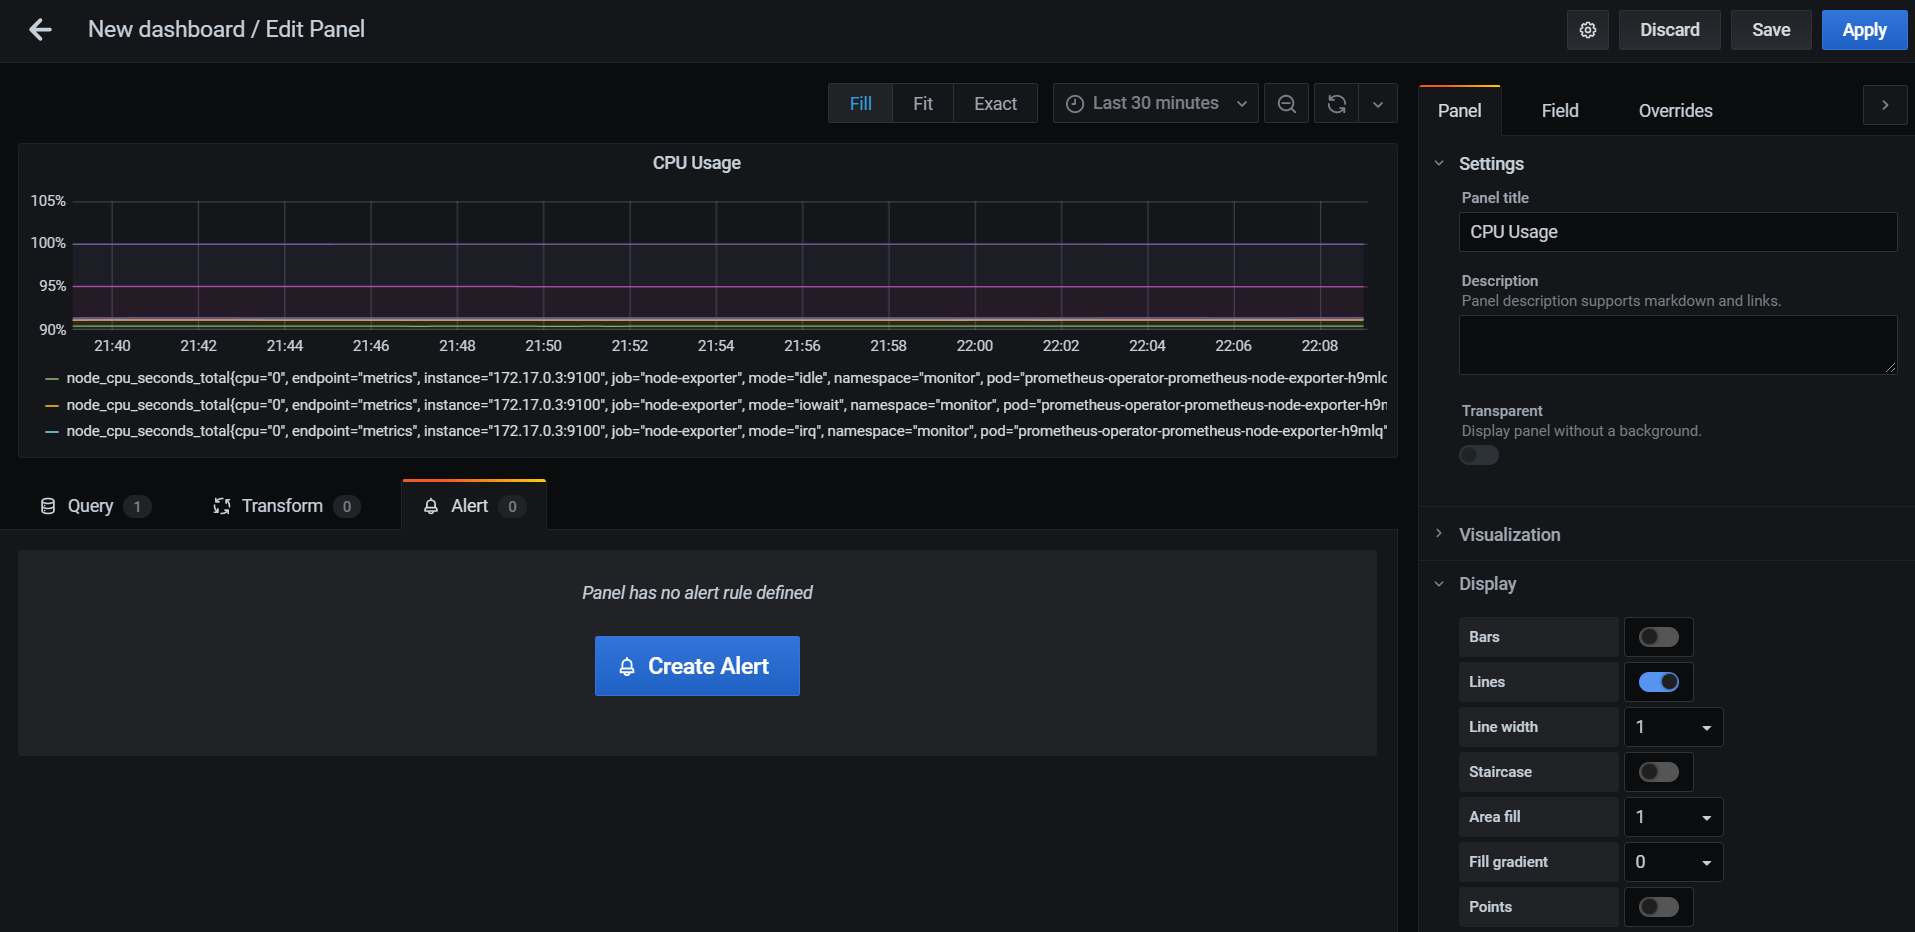 New dashboard / Edit Panel
Discard
Save
Apply
Fill
Fit
Exact
Last 30 minutes
Panel
Field
Overrides
CPU Usage
105%
100%
95%
90%
21:40 21:42 21:44 21:46 21:48 21:50 21:52 21:54 21:56 21:58 22:00 22:02 22:04 22:06 22:08
node_cpu_seconds_total{cpu="0", endpoint="metrics", instance="172.17.0.3:9100", job="node-exporter", mode="idle", namespace="monitor", pod="prometheus-operator-prometheus-node-exporter-h9mlq
node_cpu_seconds_total{cpu="0", endpoint="metrics", instance="172.17.0.3:9100", job="node-exporter", mode="iowait", namespace="monitor", pod="prometheus-operator-prometheus-node-exporter-h9m
node_cpu_seconds_total{cpu="0", endpoint="metrics", instance="172.17.0.3:9100", job="node-exporter", mode="irq", namespace="monitor", pod="prometheus-operator-prometheus-node-exporter-h9mlq"
Query 1
Transform 0
Alert 0
Panel has no alert rule defined
Create Alert
Settings
Panel title
CPU Usage
Description
Panel description supports markdown and links.
Transparent
Display panel without a background.
Visualization
Display
Bars
Lines
Line width 1
Staircase
Area fill 1
Fill gradient 0
Points